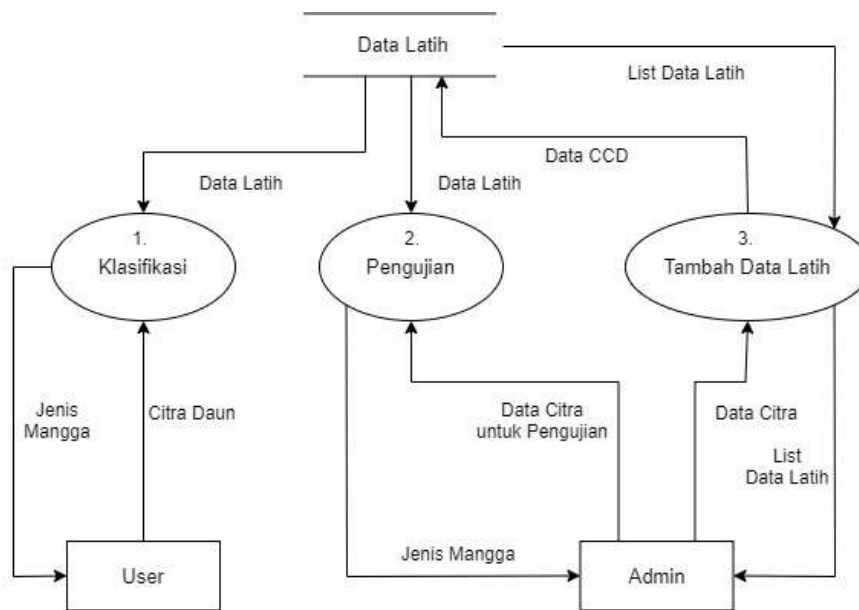 Data Latih
List Data Latih
Data CCD
Data Latih
Data Latih
1.
Klasifikasi
2.
Pengujian
3.
Tambah Data Latih
Jenis
Mangga
Citra Daun
Data Citra
untuk Pengujian
Data Citra
List
Data Latih
Jenis Mangga
User
Admin